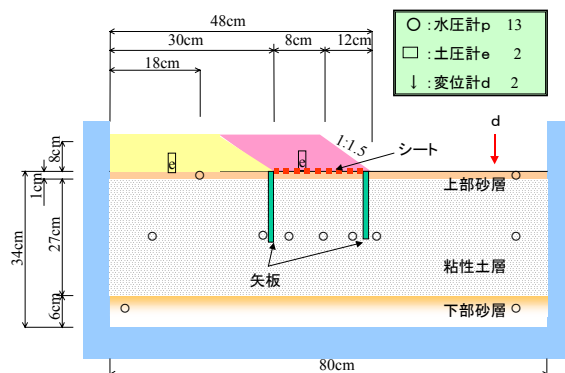 48cm
30cm
8cm
12cm
18cm
○ :水圧計p 13
□ :土圧計e 2
↓ :変位計d 2
d
8cm
e
e
1:1.5
シート
1cm
上部砂層
27cm
34cm
矢板
粘性土層
6cm
下部砂層
80cm